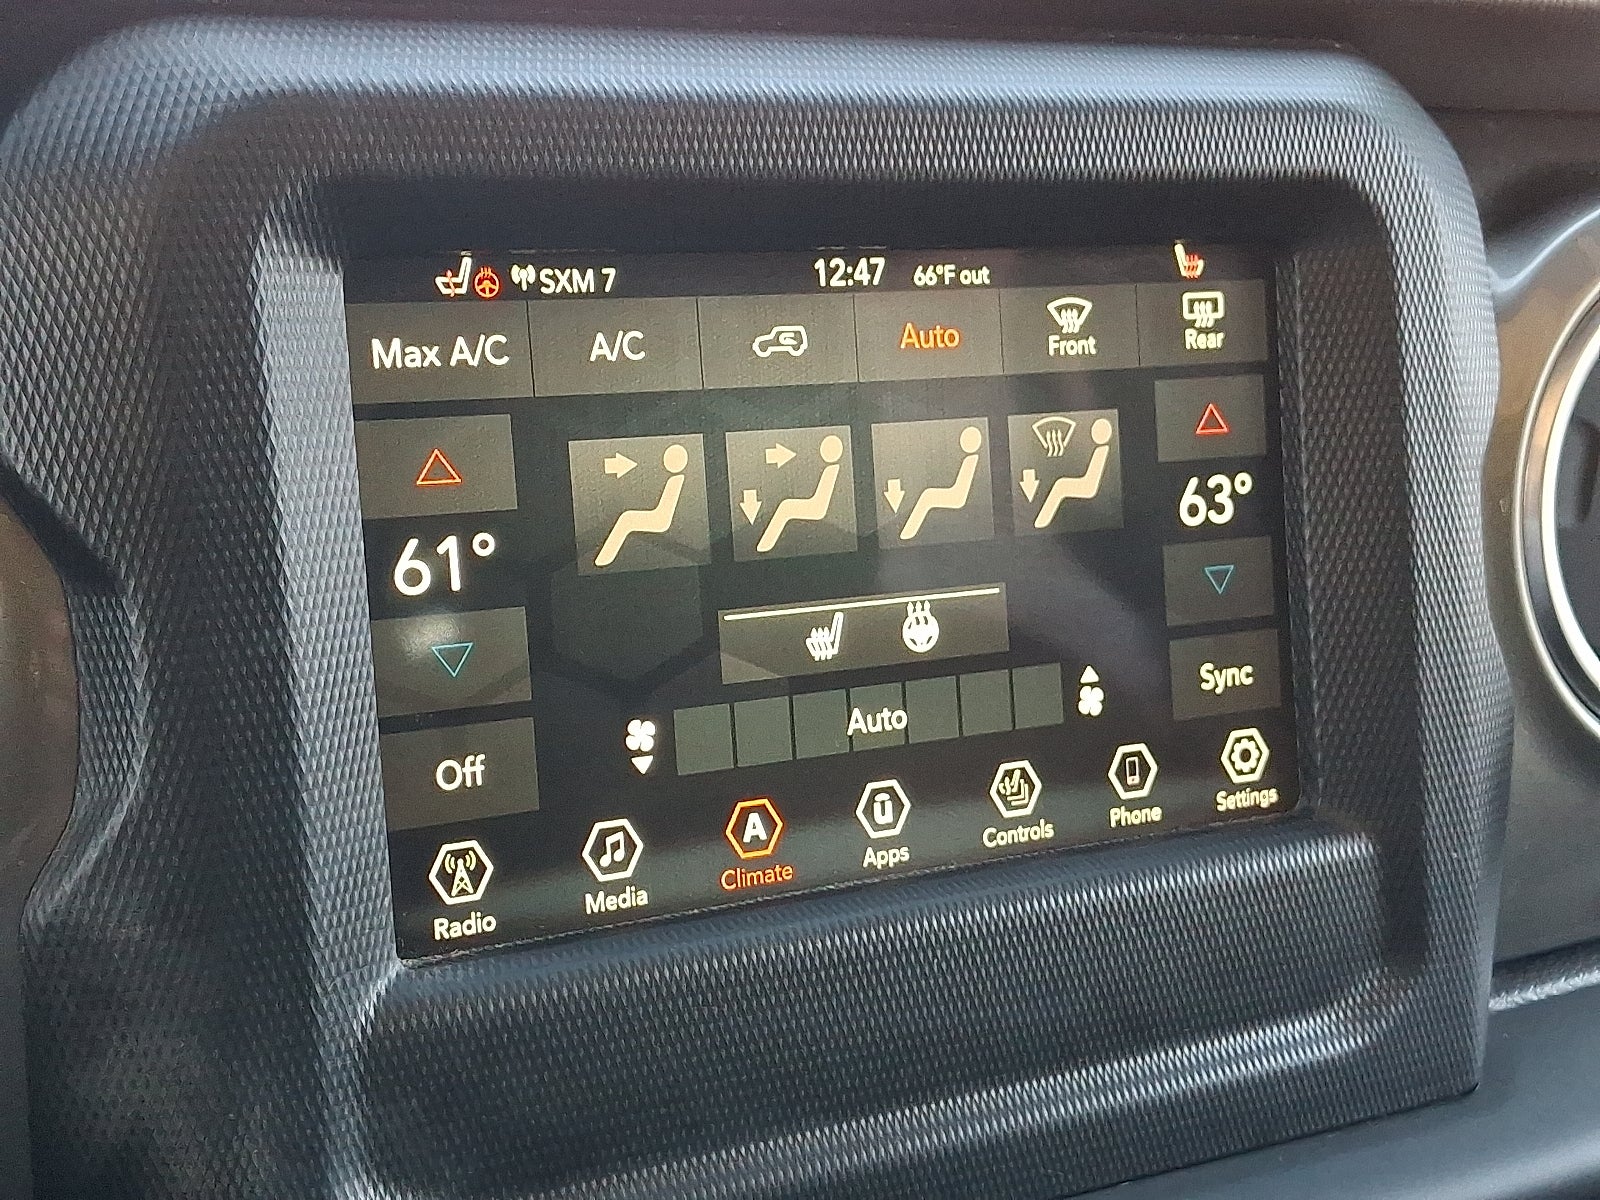 SXM 7
12:47
66°F out
Max A/C
A/C
Auto
Front
Rear
61°
63°
Sync
Auto
Off
Radio
Media
A
Climate
ū
Apps
Controls
Phone
Settings